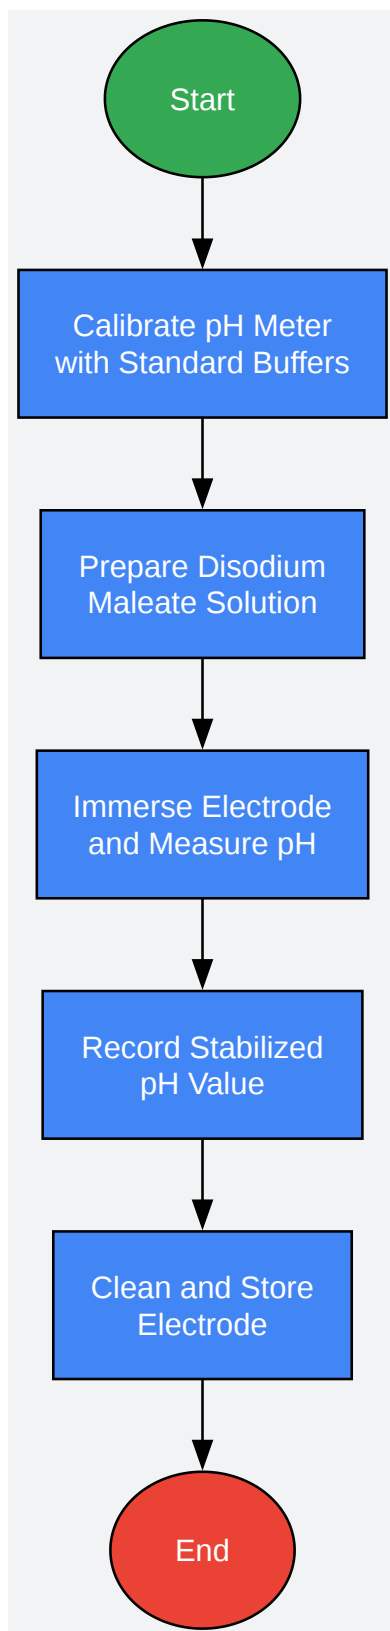 Start
Calibrate pH Meter
with Standard Buffers
Prepare Disodium
Maleate Solution
Immerse Electrode
and Measure pH
Record Stabilized
pH Value
Clean and Store
Electrode
End